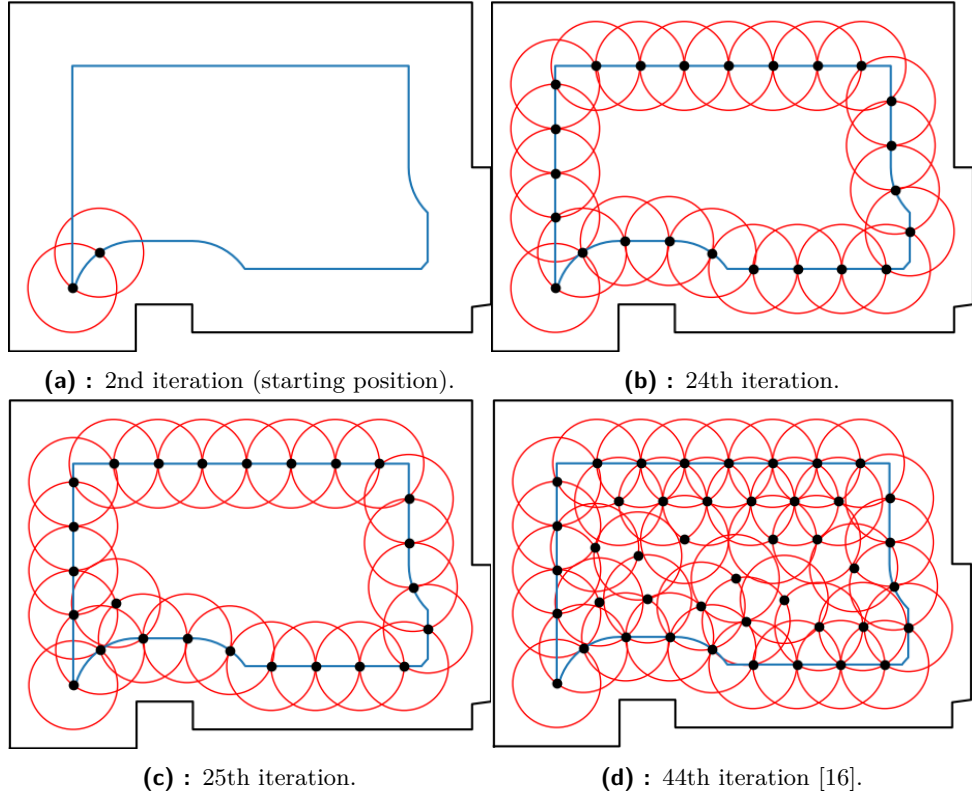 (a) : 2nd iteration (starting position).
(b) : 24th iteration.
(c) : 25th iteration.
(d) : 44th iteration [16].